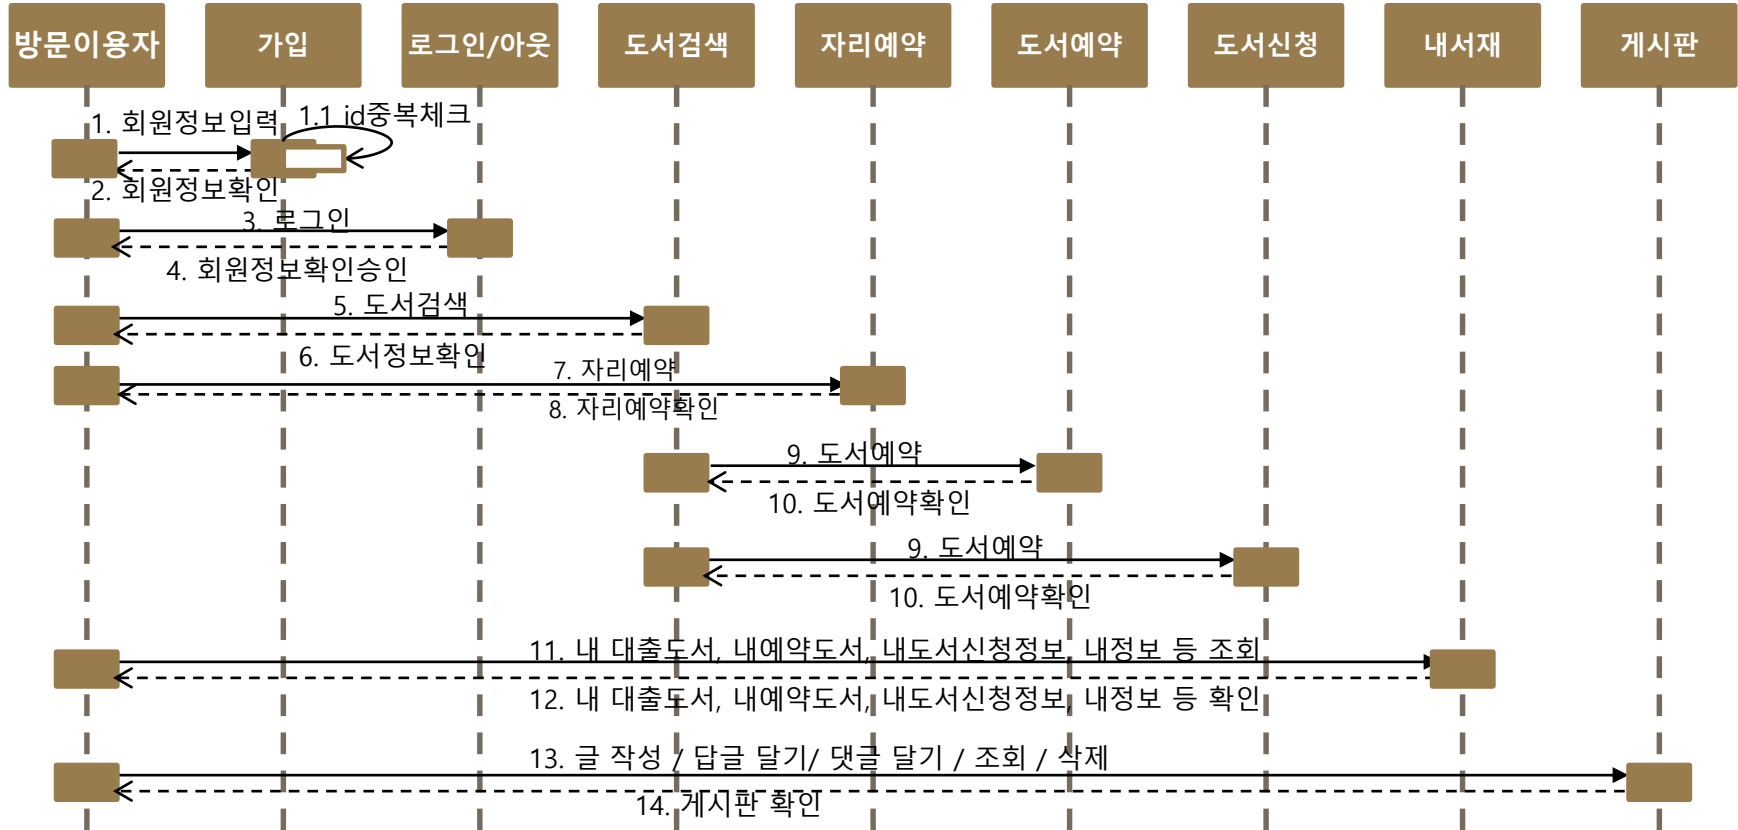 방문이용자
가입
로그인/아웃
도서검색
자리예약
도서예약
도서신청
내서재
게시판
1. 회원정보입력
1.1 id중복체크
2. 회원정보확인
3. 로그인
4. 회원정보확인승인
5. 도서검색
6. 도서정보확인
7. 자리예약
8. 자리예약확인
9. 도서예약
10. 도서예약확인
9. 도서예약
10. 도서예약확인
11. 내 대출도서, 내예약도서, 내도서신청정보, 내정보 등 조회
12. 내 대출도서, 내예약도서, 내도서신청정보, 내정보 등 확인
13. 글 작성 / 답글 달기/ 댓글 달기 / 조회 / 삭제
14. 게시판 확인